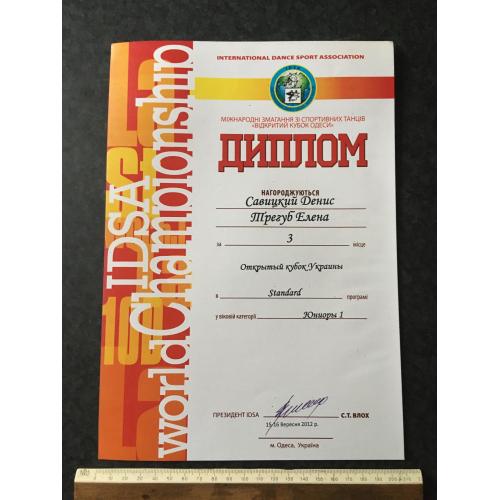 IDSA
worldChampionship
INTERNATIONAL DANCE SPORT ASSOCIATION
МІЖНАРОДНІ ЗМАГАННЯ ЗІ СПОРТИВНИХ ТАНЦІВ
«ВІДКРИТИЙ КУБОК ОДЕСИ»
ДИПЛОМ
НАГОРОДЖУЮТЬСЯ
Савицкий Денис
Трегуб Елена
за 3 місце
Открытый кубок Украины
в Standard програмі
у віковій категорії Юниоры 1
ПРЕЗИДЕНТ IDSA С.Т. ВЛОХ
15-16 Вересня 2012 р.
м. Одеса, Україна